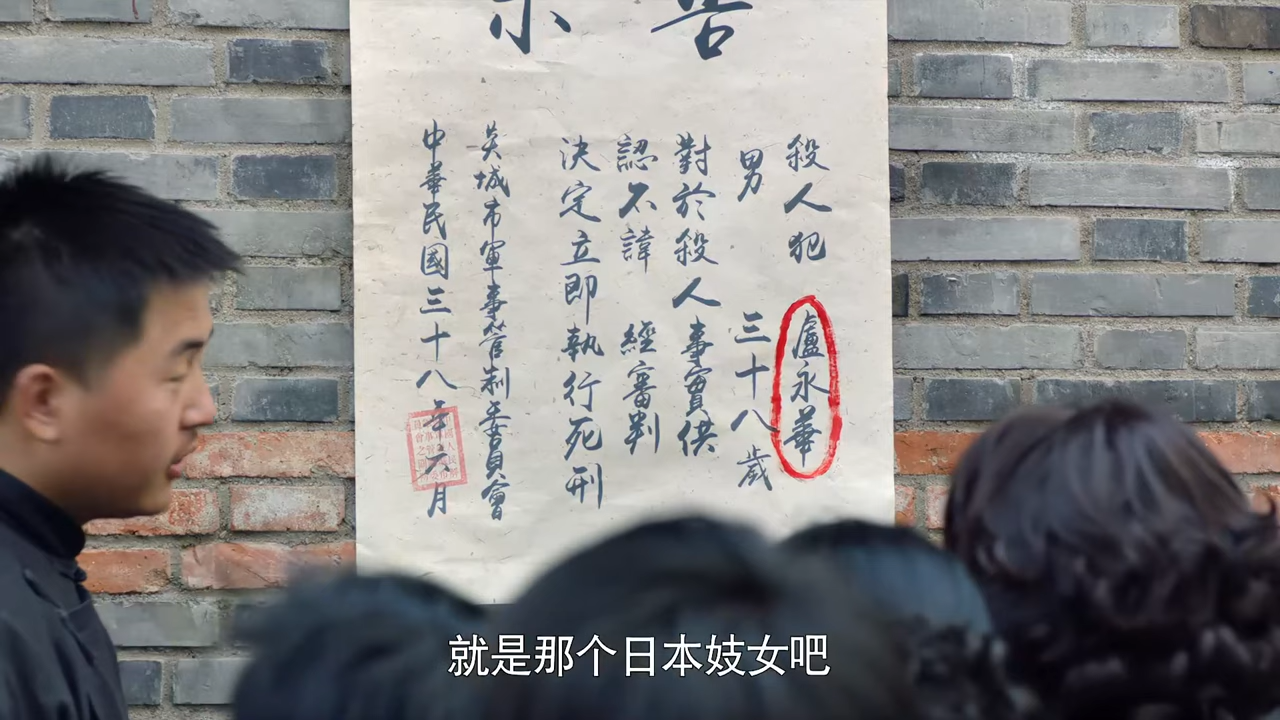 告示
殺人犯 盧永華
男 三十八歲
對於殺人事實供
認不諱 經審判
決定立即執行死刑
英城市軍事管制委員會
中華民國三十八年六月
就是那个日本妓女吧